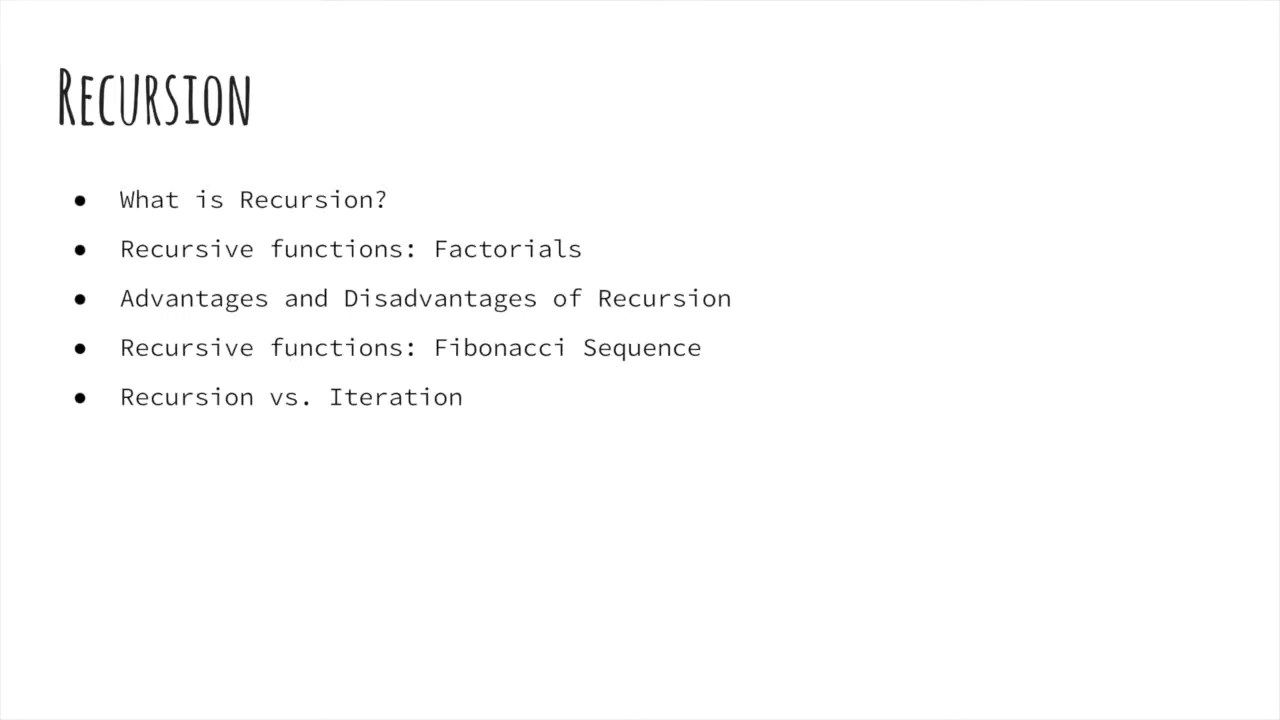 Recursion
● What is Recursion?
● Recursive functions: Factorials
● Advantages and Disadvantages of Recursion
● Recursive functions: Fibonacci Sequence
● Recursion vs. Iteration